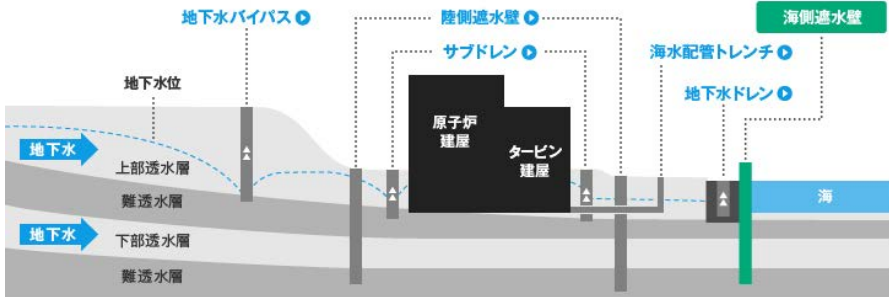 地下水バイパス
陸側遮水壁
海側遮水壁
サブドレン
海水配管トレンチ
地下水位
地下水ドレン
原子炉
建屋
タービン
建屋
地下水
上部透水層
難透水層
海
地下水
下部透水層
難透水層